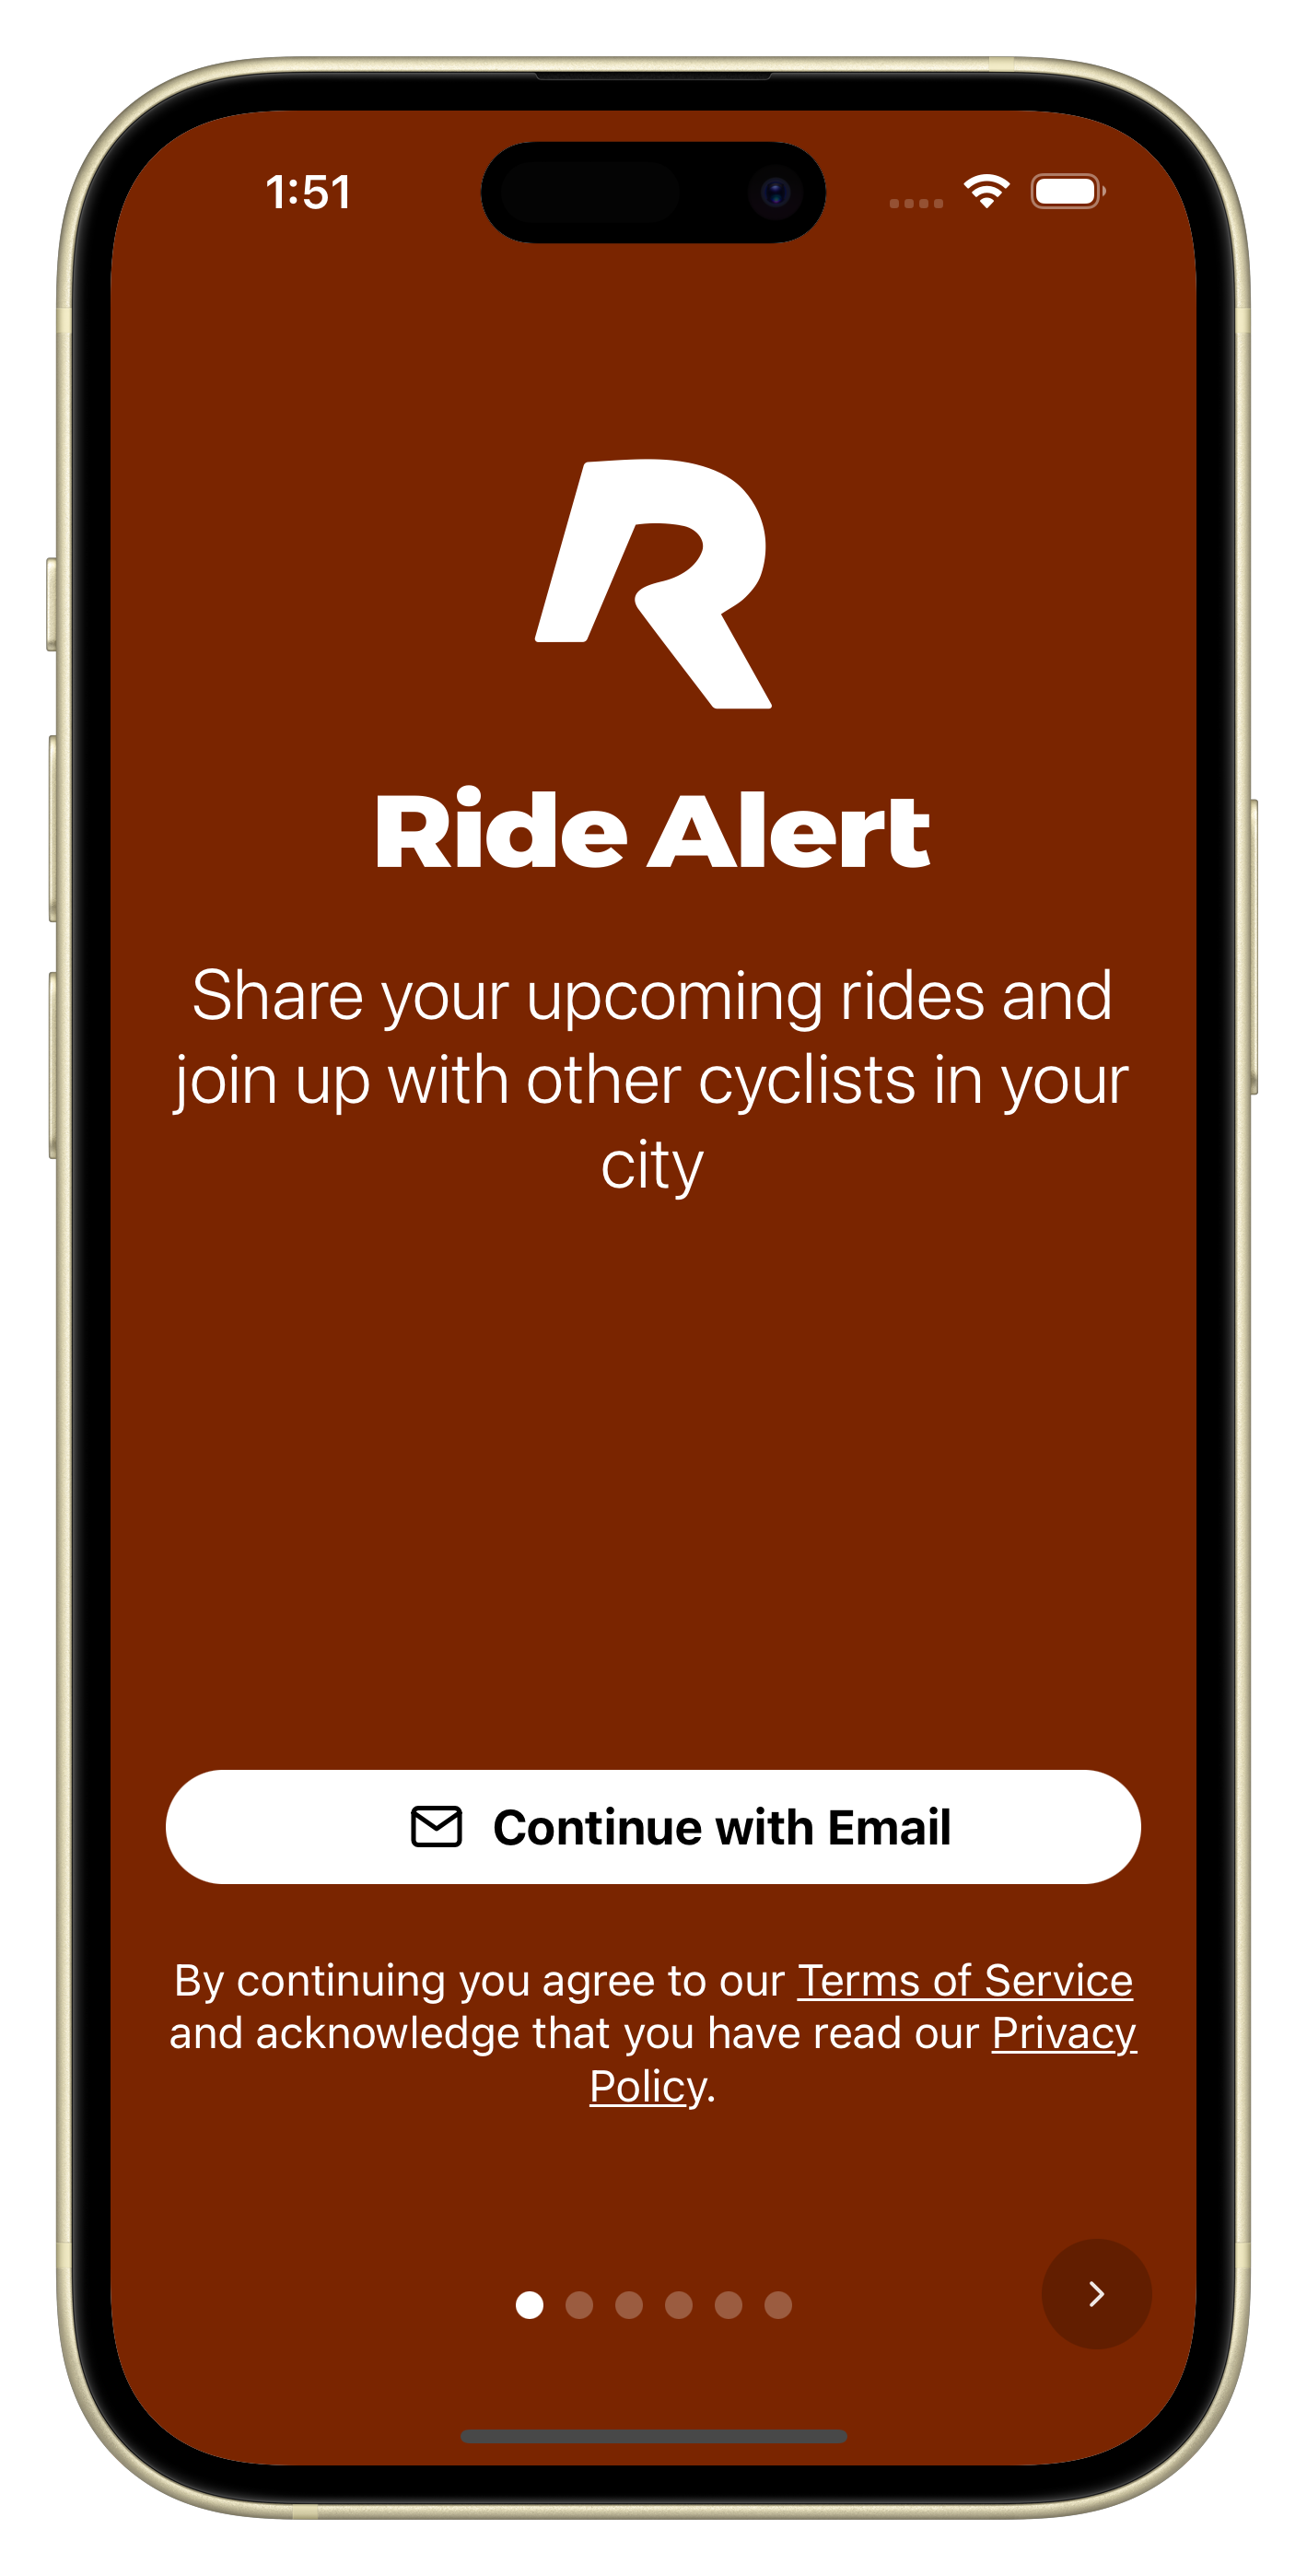 1:51
R
Ride Alert
Share your upcoming rides and
join up with other cyclists in your
city
Continue with Email
By continuing you agree to our Terms of Service
and acknowledge that you have read our Privacy
Policy.